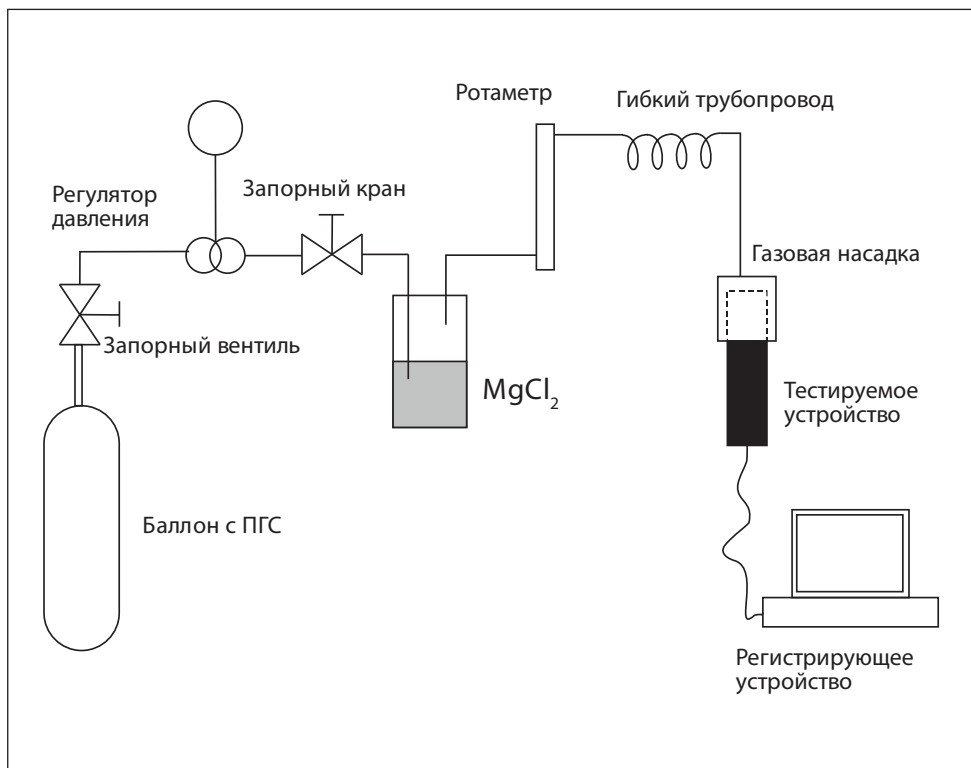 Ротаметр
Гибкий трубопровод
Запорный кран
Регулятор
давления
Газовая насадка
Запорный вентиль
MgCl₂
Тестируемое
устройство
Баллон с ПГС
Регистрирующее
устройство